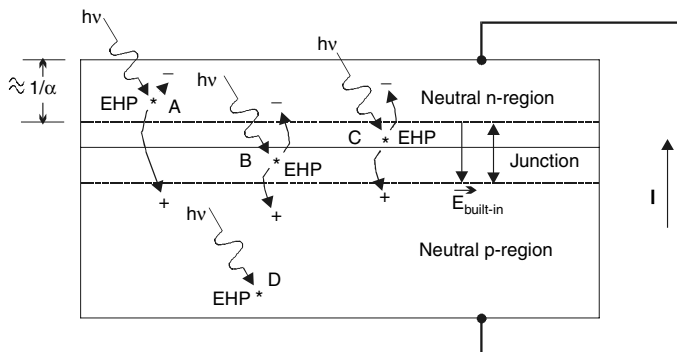 hν
hν
hν
≈ 1/α
−
EHP * A
−
−
Neutral n-region
C * EHP
B *
EHP
Junction
+
+
+
E built-in
hν
I
Neutral p-region
D
EHP *